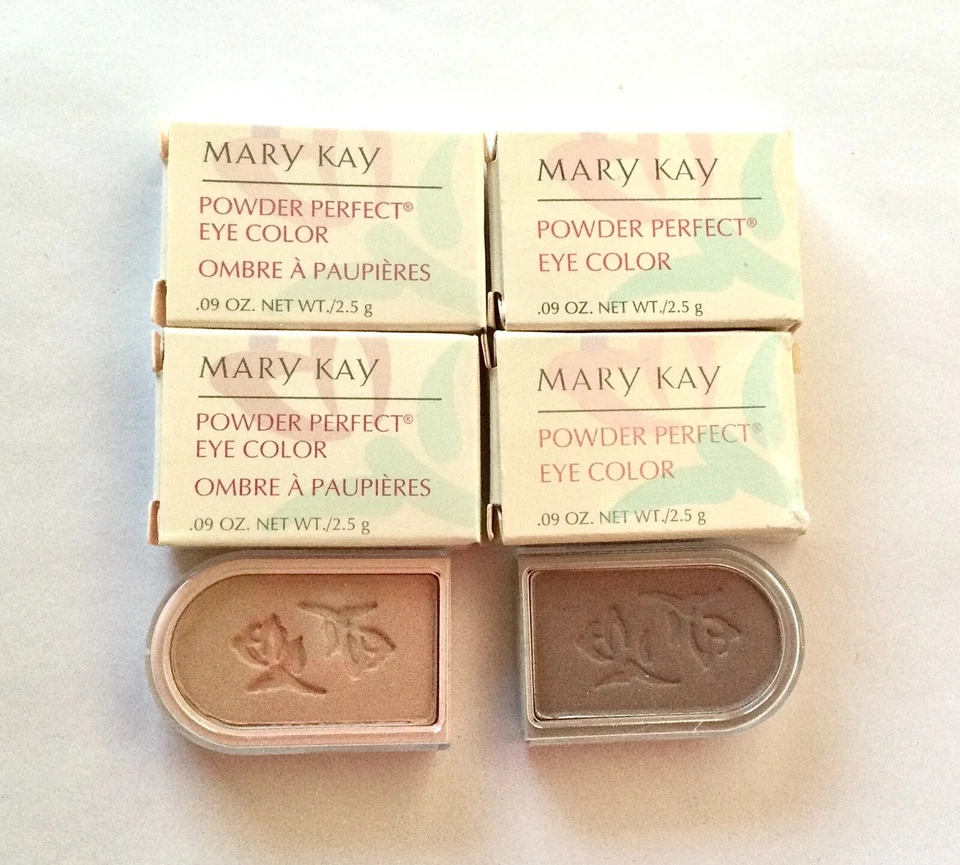 MARY KAY
POWDER PERFECT®
EYE COLOR
OMBRE À PAUPIÈRES
.09 OZ. NET WT./2.5 g
MARY KAY
POWDER PERFECT®
EYE COLOR
.09 OZ. NET WT./2.5 g
MARY KAY
POWDER PERFECT®
EYE COLOR
OMBRE À PAUPIÈRES
.09 OZ. NET WT./2.5 g
MARY KAY
POWDER PERFECT®
EYE COLOR
.09 OZ. NET WT./2.5 g